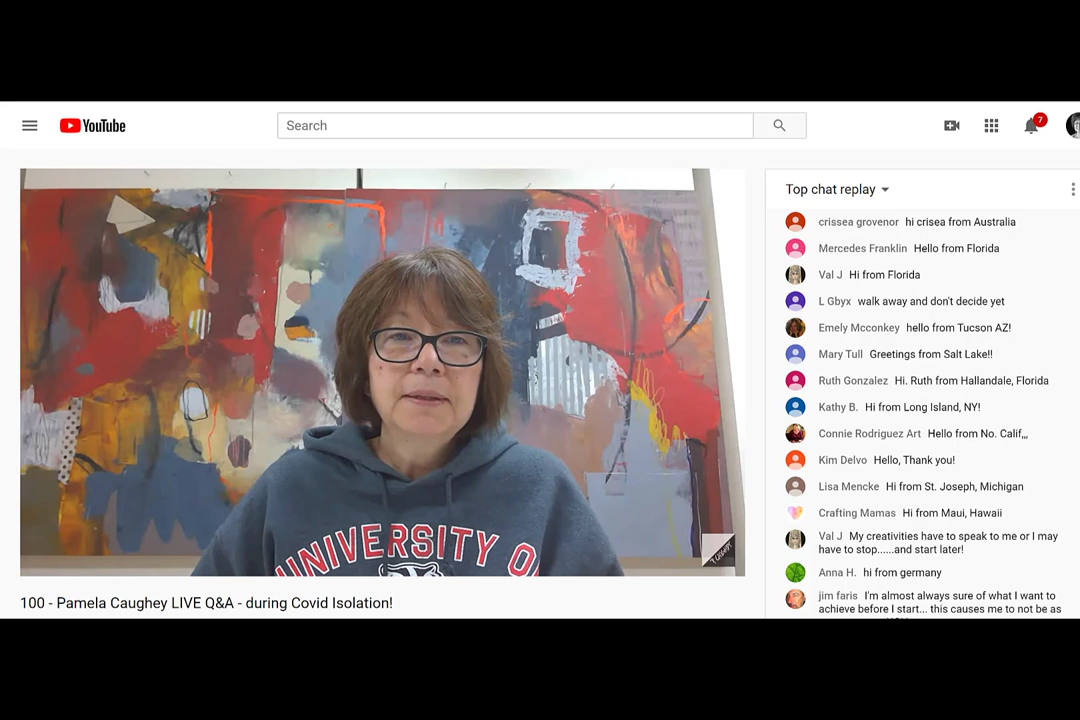 YouTube
Search
7
Top chat replay
crissea grovenor hi crisea from Australia
Mercedes Franklin Hello from Florida
Val J Hi from Florida
L Gbyx walk away and don't decide yet
Emely Mcconkey hello from Tucson AZ!
Mary Tull Greetings from Salt Lake!!
Ruth Gonzalez Hi. Ruth from Hallandale, Florida
Kathy B. Hi from Long Island, NY!
Connie Rodriguez Art Hello from No. Calif,,,
Kim Delvo Hello, Thank you!
Lisa Mencke Hi from St. Joseph, Michigan
Crafting Mamas Hi from Maui, Hawaii
Val J My creativities have to speak to me or I may
have to stop......and start later!
Anna H. hi from germany
jim faris I'm almost always sure of what I want to
achieve before I start... this causes me to not be as
UNIVERSITY O
100 - Pamela Caughey LIVE Q&A - during Covid Isolation!